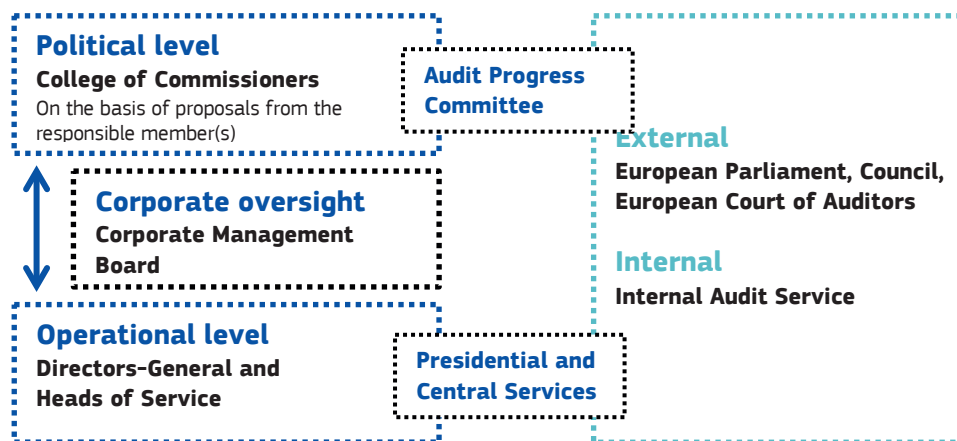 Political level
College of Commissioners
On the basis of proposals from the
responsible member(s)
Audit Progress
Committee
External
European Parliament, Council,
European Court of Auditors
Corporate oversight
Corporate Management
Board
Internal
Internal Audit Service
Operational level
Directors-General and
Heads of Service
Presidential and
Central Services